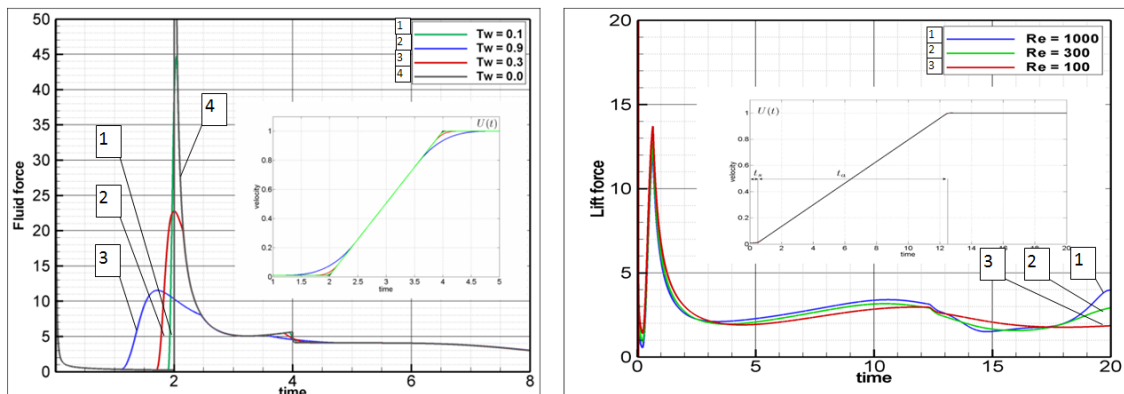 50
45
40
35
30
25
20
15
10
5
0
Fluid force
1 Tw = 0.1
2 Tw = 0.9
3 Tw = 0.3
4 Tw = 0.0
4
1
2
3
U(t)
1
0.8
0.6
0.4
0.2
0
velocity
1 1.5 2 2.5 3 3.5 4 4.5 5
time
2 4 6 8
time
20
15
10
5
0
Lift force
1 Re = 1000
2 Re = 300
3 Re = 100
U(t)
1
0.8
0.6
0.4
0.2
0
velocity
0 2 4 6 8 10 12 14 16 18 20
time
3 2 1
0 5 10 15 20
time